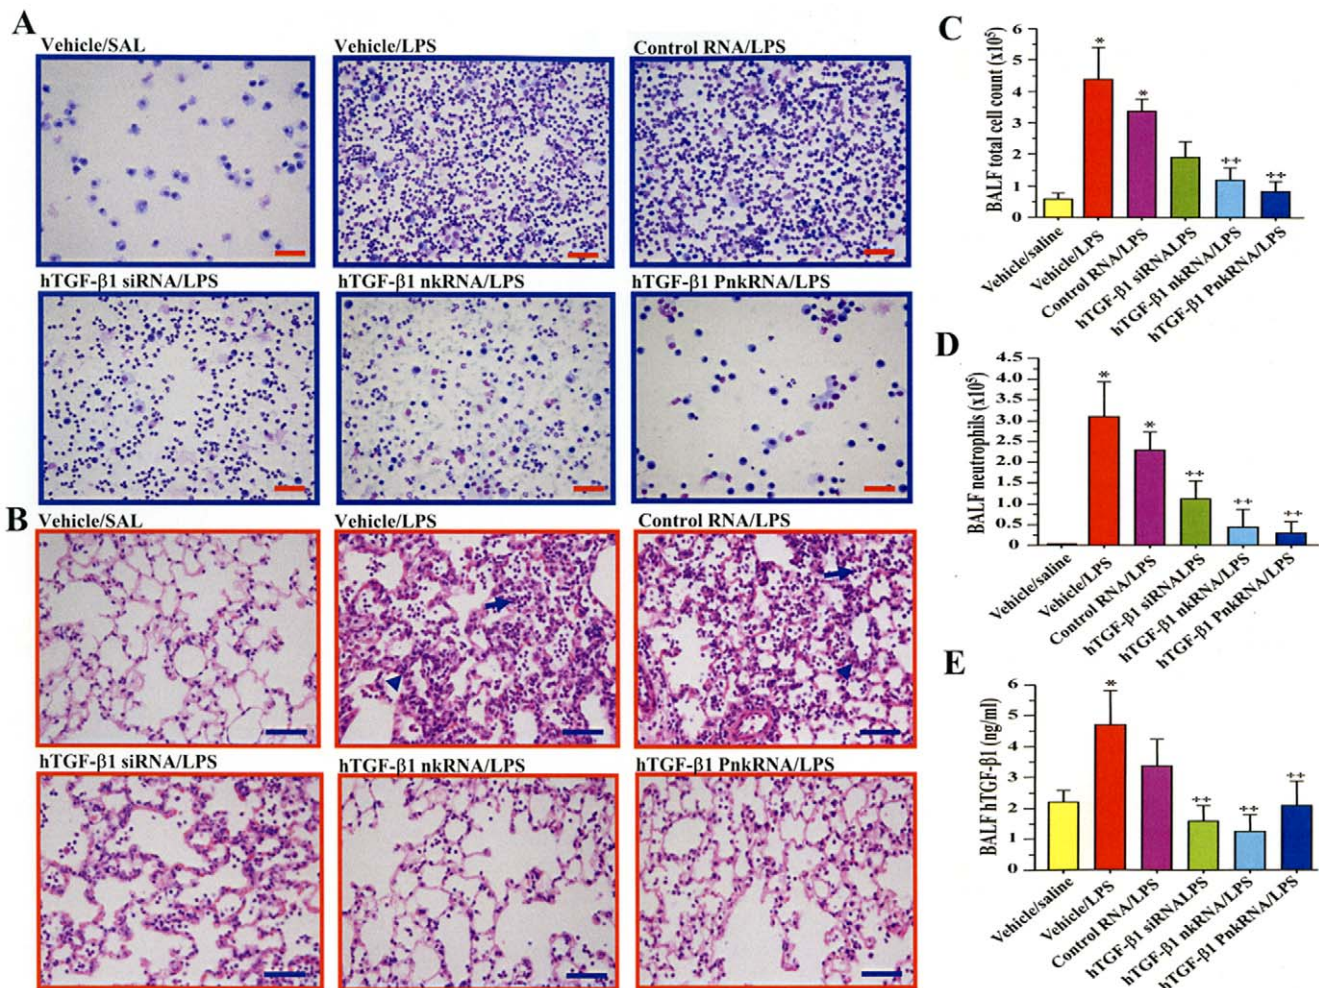 A
Vehicle/SAL
Vehicle/LPS
Control RNA/LPS
hTGF-β1 siRNA/LPS
hTGF-β1 nkRNA/LPS
hTGF-β1 PnkRNA/LPS
B
Vehicle/SAL
Vehicle/LPS
Control RNA/LPS
hTGF-β1 siRNA/LPS
hTGF-β1 nkRNA/LPS
hTGF-β1 PnkRNA/LPS
C
BALF total cell count (x10⁵)
6
5
4
3
2
1
0
*
*
++
++
Vehicle/saline
Vehicle/LPS
Control RNA/LPS
hTGF-β1 siRNALPS
hTGF-β1 nkRNA/LPS
hTGF-β1 PnkRNA/LPS
D
BALF neutrophils (x10⁵)
4.5
4.0
3.5
3.0
2.5
2.0
1.5
1.0
0.5
0
*
*
++
++
++
Vehicle/saline
Vehicle/LPS
Control RNA/LPS
hTGF-β1 siRNALPS
hTGF-β1 nkRNA/LPS
hTGF-β1 PnkRNA/LPS
E
BALF hTGF-β1 (ng/ml)
6
5
4
3
2
1
0
*
++
++
++
Vehicle/saline
Vehicle/LPS
Control RNA/LPS
hTGF-β1 siRNALPS
hTGF-β1 nkRNA/LPS
hTGF-β1 PnkRNA/LPS